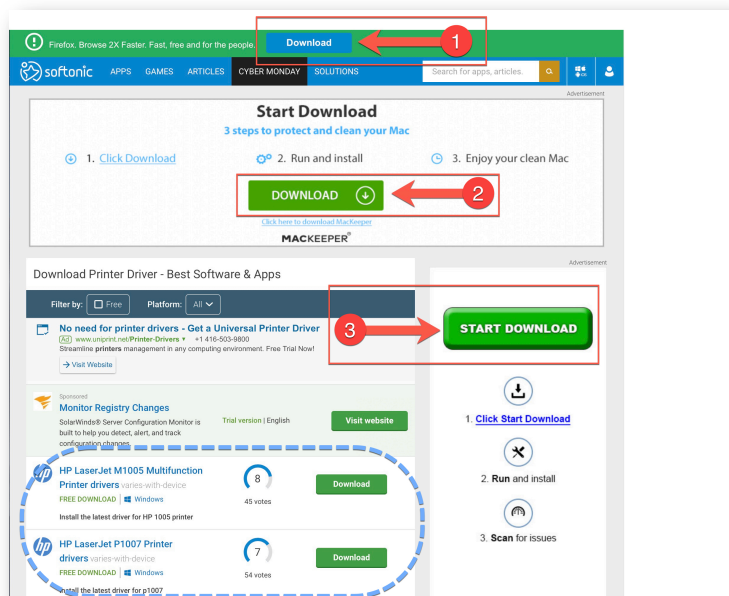 Firefox. Browse 2X Faster. Fast, free and for the people.
Download
1
softonic
APPS GAMES ARTICLES CYBER MONDAY SOLUTIONS
Search for apps, articles.
Advertisement
Start Download
3 steps to protect and clean your Mac
1. Click Download 2. Run and install 3. Enjoy your clean Mac
DOWNLOAD
2
Click here to download MacKeeper
MACKEEPER®
Advertisement
Download Printer Driver - Best Software & Apps
Filter by: Free Platform: All
3
START DOWNLOAD
No need for printer drivers - Get a Universal Printer Driver
Ad www.uniprint.net/Printer-Drivers +1 416-503-9800
Streamline printers management in any computing environment. Free Trial Now!
Visit Website
Sponsored
Monitor Registry Changes
SolarWinds® Server Configuration Monitor is
built to help you detect, alert, and track
configuration changes.
Trial version | English
Visit website
1. Click Start Download
2. Run and install
3. Scan for issues
hp
HP LaserJet M1005 Multifunction
Printer drivers varies-with-device
FREE DOWNLOAD Windows
Install the latest driver for HP 1005 printer
8
45 votes
Download
hp
HP LaserJet P1007 Printer
drivers varies-with-device
FREE DOWNLOAD Windows
Install the latest driver for p1007
7
54 votes
Download